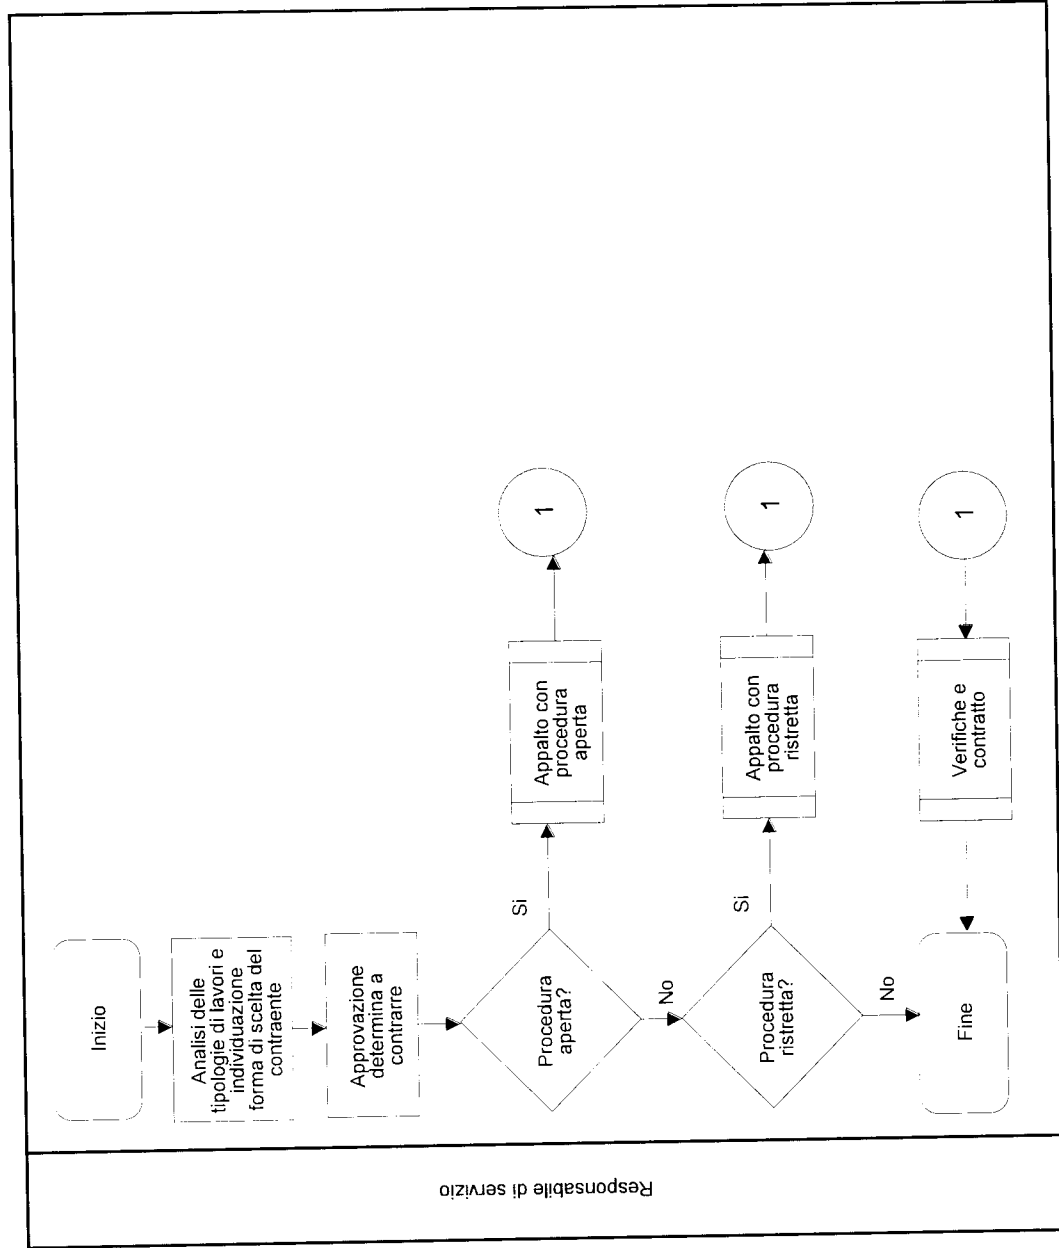 Responsabile di servizio
Inizio
Analisi delle
tipologie di lavori e
individuazione
forma di scelta del
contraente
Approvazione
determina a
contrarre
Procedura
aperta?
Si
Appalto con
procedura
aperta
1
No
Procedura
ristretta?
Si
Appalto con
procedura
ristretta
1
No
Fine
Verifiche e
contratto
1